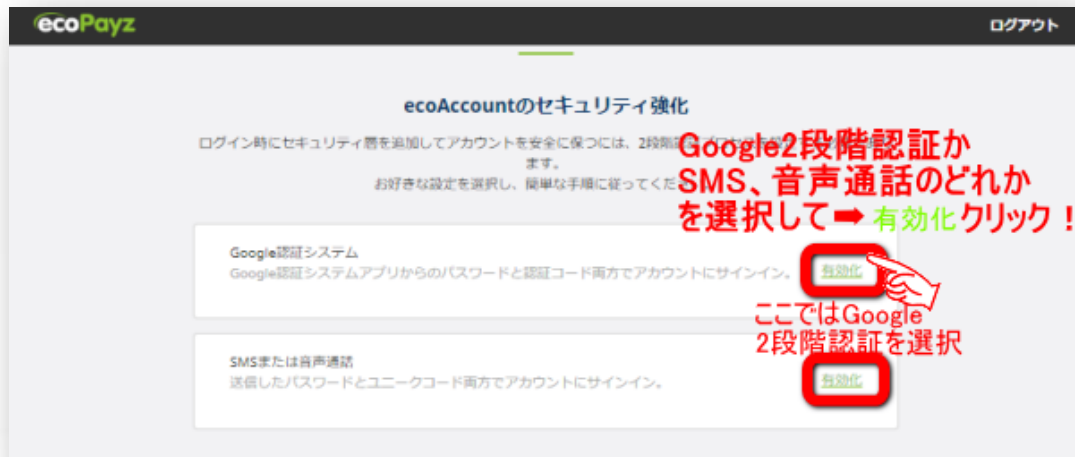 ecoPayz
ログアウト
ecoAccountのセキュリティ強化
ログイン時にセキュリティ層を追加してアカウントを安全に保つには、2段階
ます。
お好きな設定を選択し、簡単な手順に従ってくだ
Google2段階認証か
SMS、音声通話のどれか
を選択して➡有効化クリック！
Google認証システム
Google認証システムアプリからのパスワードと認証コード両方でアカウントにサインイン。
有効化
ここではGoogle
2段階認証を選択
SMSまたは音声通話
送信したパスワードとユニークコード両方でアカウントにサインイン。
有効化